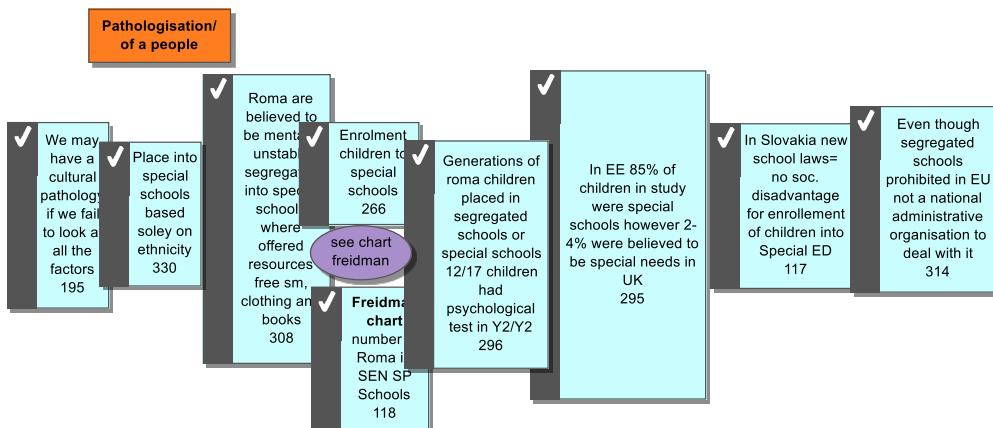 Pathologisation/
of a people
We may
have a
cultural
pathology
if we fail
to look a
all the
factors
195
Place into
special
schools
based
soley on
ethnicity
330
Roma are
believed to
be menta
unstab
segrega
into spec
school
where
offered
resources
free sm,
clothing an
books
308
Enrolment
children to
special
schools
266
see chart
freidman
Freidma
chart
number
Roma i
SEN SP
Schools
118
Generations of
roma children
placed in
segregated
schools or
special schools
12/17 children
had
psychological
test in Y2/Y2
296
In EE 85% of
children in study
were special
schools however 2-
4% were believed to
be special needs in
UK
295
In Slovakia new
school laws=
no soc.
disadvantage
for enrollement
of children into
Special ED
117
Even though
segregated
schools
prohibited in EU
not a national
administrative
organisation to
deal with it
314